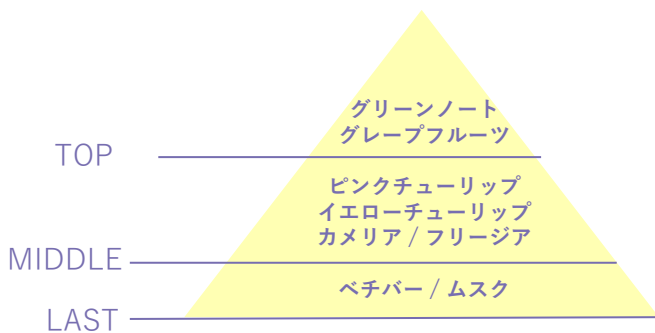 グリーンノート
グレープフルーツ
TOP
ピンクチューリップ
イエローチューリップ
カメリア / フリージア
MIDDLE
ベチバー / ムスク
LAST